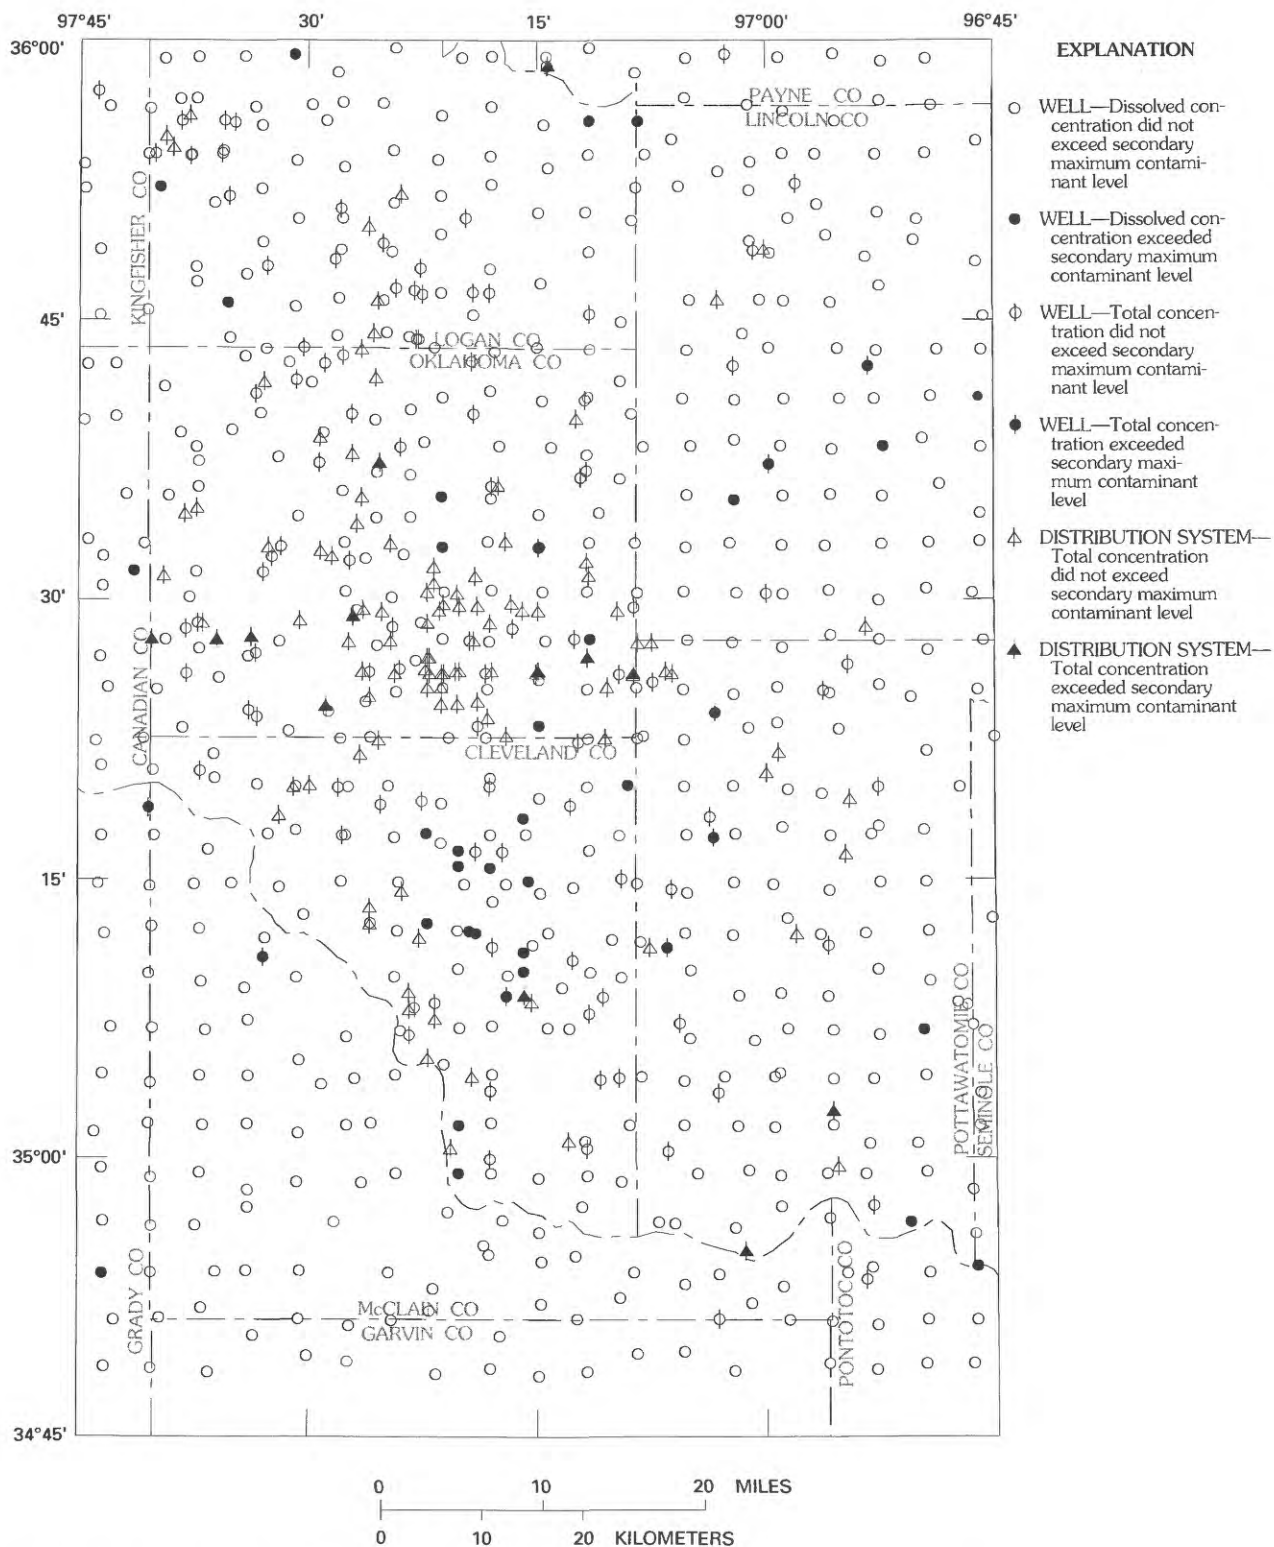 97°45' 30' 15' 97°00' 96°45'
36°00'
EXPLANATION
WELL—Dissolved con-
centration did not
exceed secondary
maximum contami-
nant level
WELL—Dissolved con-
centration exceeded
secondary maximum
contaminant level
WELL—Total concen-
tration did not
exceed secondary
maximum contami-
nant level
WELL—Total concen-
tration exceeded
secondary maxi-
mum contaminant
level
DISTRIBUTION SYSTEM—
Total concentration
did not exceed
secondary maximum
contaminant level
DISTRIBUTION SYSTEM—
Total concentration
exceeded secondary
maximum contaminant
level
PAYNE CO
LINCOLN CO
KINGFISHER CO
45'
LOGAN CO
OKLAHOMA CO
30'
CANADIAN CO
CLEVELAND CO
15'
POTTAWATOMIE CO
SEMINOLE CO
35°00'
GRADY CO
McCLAIN CO
GARVIN CO
PONTOTOC CO
34°45'
0 10 20 MILES
0 10 20 KILOMETERS